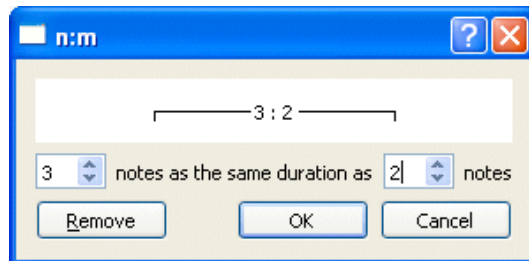 n:m
3 : 2
3 notes as the same duration as 2 notes
Remove OK Cancel